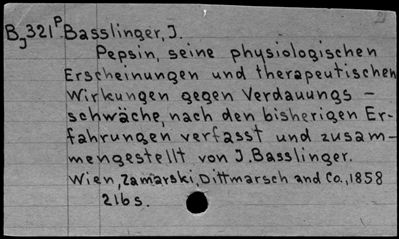 BJ321P. Basslinger, J.
Pepsin, seine physiologischen
Erscheinungen und therapeutischen
Wirkungen gegen Verdauungs -
schwäche, nach den bisherigen Er-
fahrungen verfasst und zusam-
mengestellt von J. Basslinger.
Wien, Zamarski, Dittmarsch and Co., 1858
216 s.